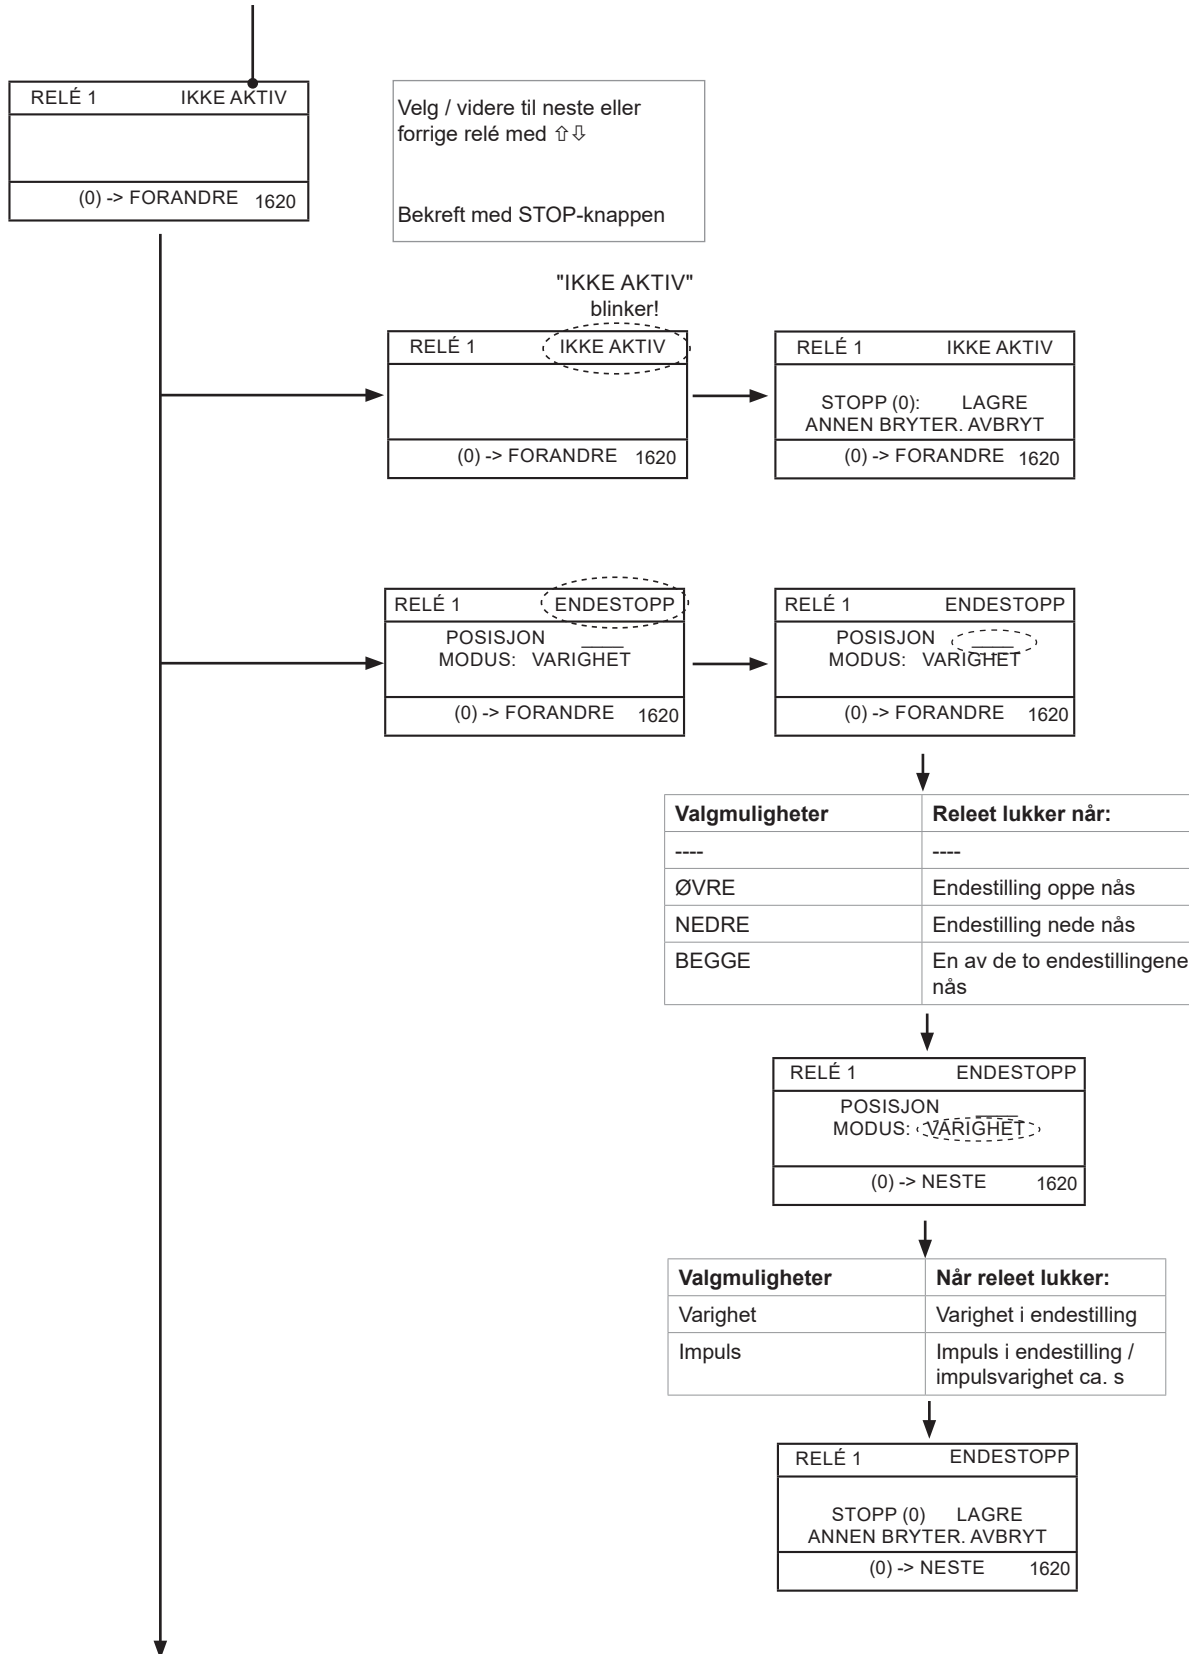 RELÉ 1 IKKE AKTIV
(0) -> FORANDRE 1620
Velg / videre til neste eller
forrige relé med ⇧⇩
Bekreft med STOP-knappen
"IKKE AKTIV"
blinker!
RELÉ 1 IKKE AKTIV
(0) -> FORANDRE 1620
RELÉ 1 IKKE AKTIV
STOPP (0): LAGRE
ANNEN BRYTER. AVBRYT
(0) -> FORANDRE 1620
RELÉ 1 ENDESTOPP
POSISJON ____
MODUS: VARIGHET
(0) -> FORANDRE 1620
RELÉ 1 ENDESTOPP
POSISJON ____
MODUS: VARIGHET
(0) -> FORANDRE 1620
Valgmuligheter Releet lukker når:
---- ----
ØVRE Endestilling oppe nås
NEDRE Endestilling nede nås
BEGGE En av de to endestillingene
nås
RELÉ 1 ENDESTOPP
POSISJON ____
MODUS: VARIGHET
(0) -> NESTE 1620
Valgmuligheter Når releet lukker:
Varighet Varighet i endestilling
Impuls Impuls i endestilling /
impulsvarighet ca. s
RELÉ 1 ENDESTOPP
STOPP (0) LAGRE
ANNEN BRYTER. AVBRYT
(0) -> NESTE 1620